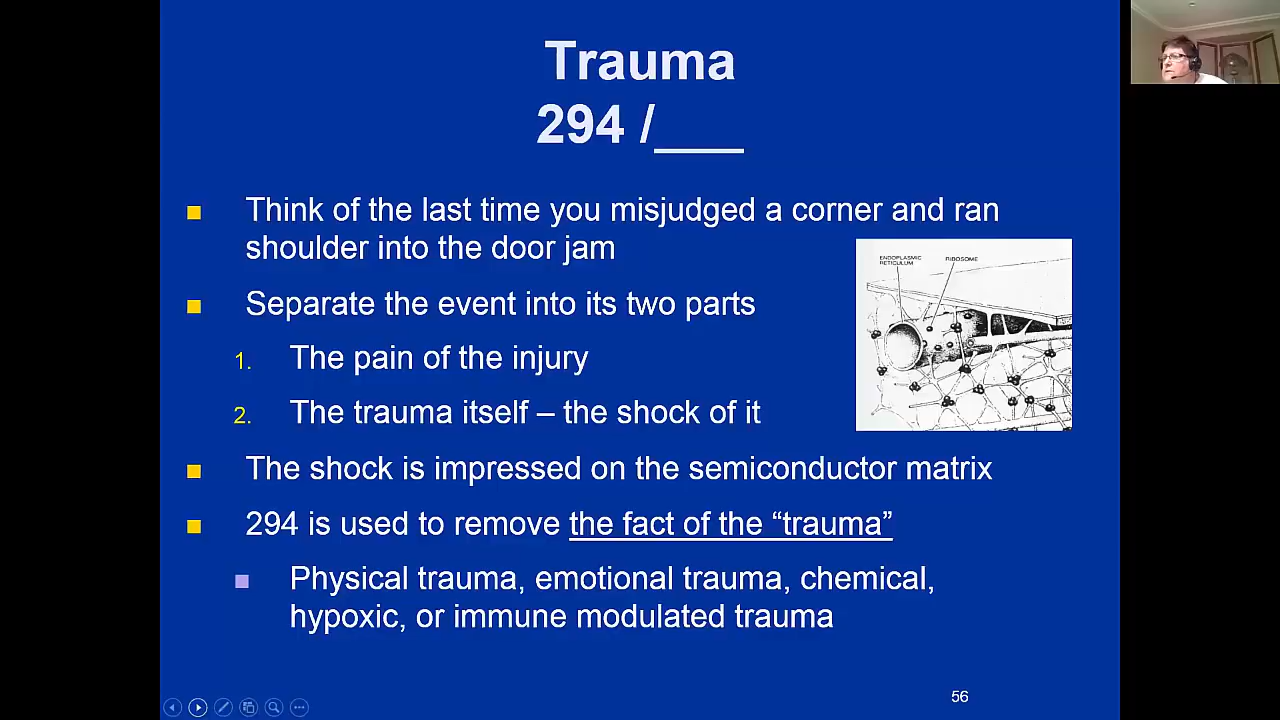 Trauma
294 /___
Think of the last time you misjudged a corner and ran
shoulder into the door jam
ENDOPLASMIC
RETICULUM
RIBOSOME
Separate the event into its two parts
1. The pain of the injury
2. The trauma itself – the shock of it
The shock is impressed on the semiconductor matrix
294 is used to remove the fact of the “trauma”
Physical trauma, emotional trauma, chemical,
hypoxic, or immune modulated trauma
56